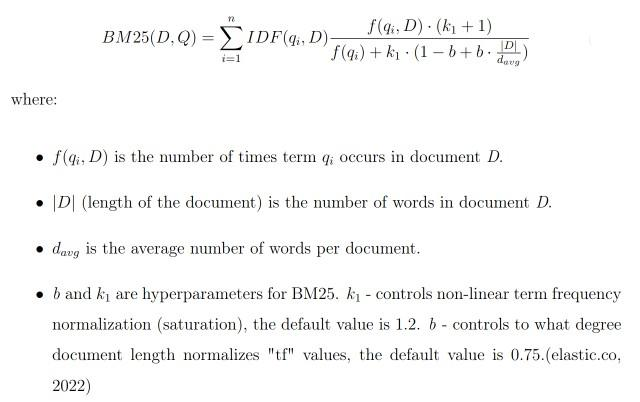 BM25(D, Q) = \sum_{i=1}^{n} IDF(q_i, D) \frac{f(q_i, D) \cdot (k_1 + 1)}{f(q_i) + k_1 \cdot (1 - b + b \cdot \frac{|D|}{d_{avg}})}
where:
• f(q_i, D) is the number of times term q_i occurs in document D.
• |D| (length of the document) is the number of words in document D.
• d_{avg} is the average number of words per document.
• b and k_1 are hyperparameters for BM25. k_1 - controls non-linear term frequency
normalization (saturation), the default value is 1.2. b - controls to what degree
document length normalizes "tf" values, the default value is 0.75.(elastic.co,
2022)